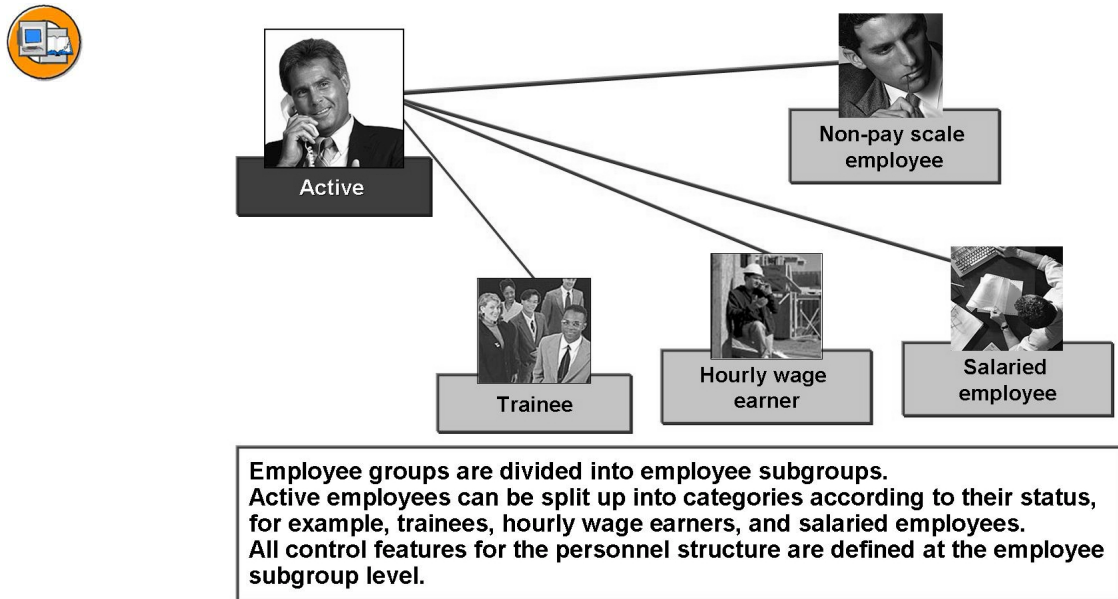 Active
Non-pay scale
employee
Trainee
Hourly wage
earner
Salaried
employee
Employee groups are divided into employee subgroups.
Active employees can be split up into categories according to their status,
for example, trainees, hourly wage earners, and salaried employees.
All control features for the personnel structure are defined at the employee
subgroup level.